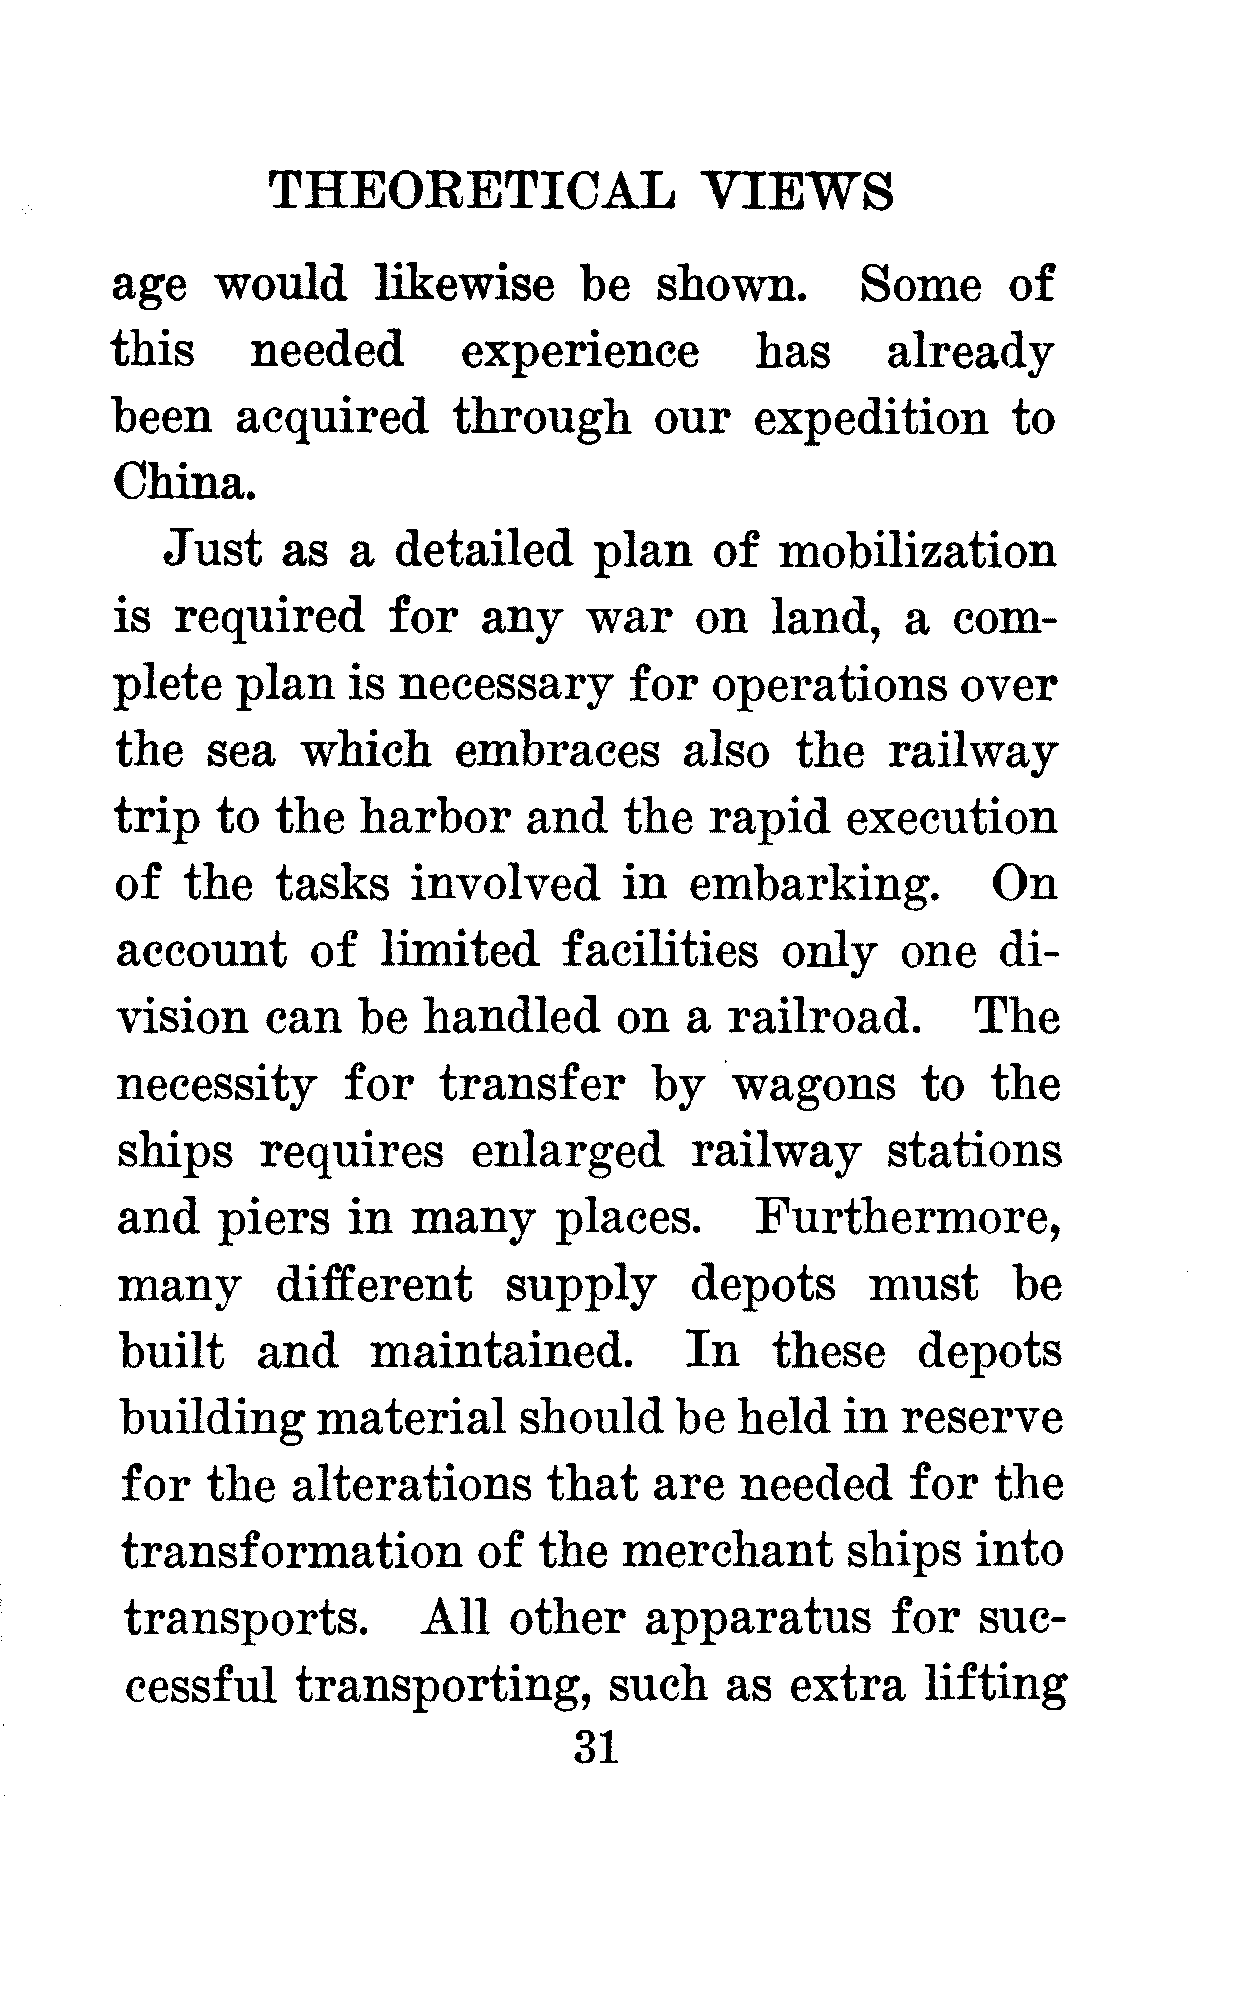 THEORETICAL VIEWS
age would likewise be shown. Some of
this needed experience has already
been acquired through our expedition to
China.
Just as a detailed plan of mobilization
is required for any war on land, a com-
plete plan is necessary for operations over
the sea which embraces also the railway
trip to the harbor and the rapid execution
of the tasks involved in embarking. On
account of limited facilities only one di-
vision can be handled on a railroad. The
necessity for transfer by wagons to the
ships requires enlarged railway stations
and piers in many places. Furthermore,
many different supply depots must be
built and maintained. In these depots
building material should be held in reserve
for the alterations that are needed for the
transformation of the merchant ships into
transports. All other apparatus for suc-
cessful transporting, such as extra lifting
31